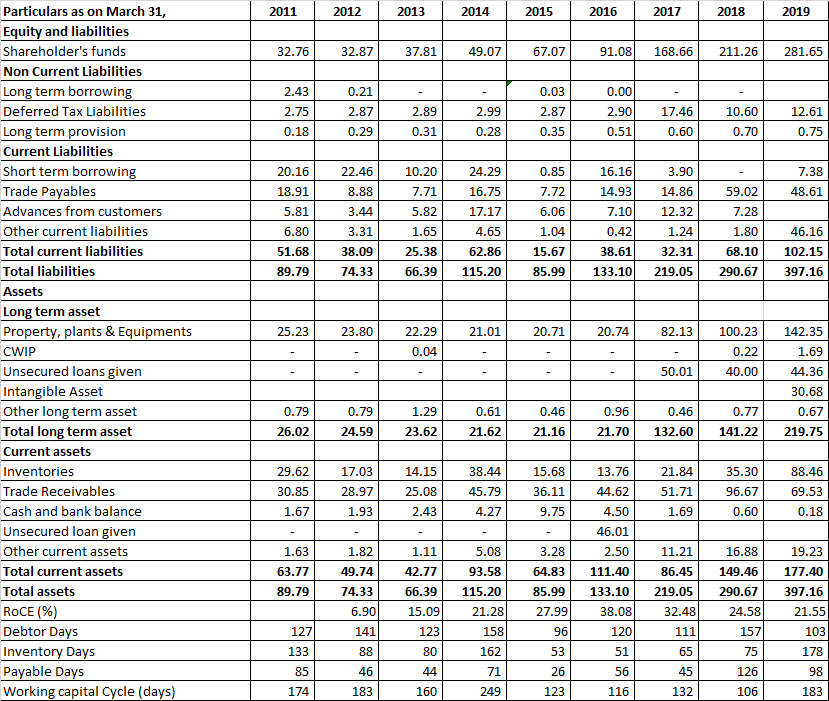 Particulars as on March 31, 2011 2012 2013 2014 2015 2016 2017 2018 2019
Equity and liabilities
Shareholder's funds 32.76 32.87 37.81 49.07 67.07 91.08 168.66 211.26 281.65
Non Current Liabilities
Long term borrowing 2.43 0.21 - - 0.03 0.00 - -
Deferred Tax Liabilities 2.75 2.87 2.89 2.99 2.87 2.90 17.46 10.60 12.61
Long term provision 0.18 0.29 0.31 0.28 0.35 0.51 0.60 0.70 0.75
Current Liabilities
Short term borrowing 20.16 22.46 10.20 24.29 0.85 16.16 3.90 - 7.38
Trade Payables 18.91 8.88 7.71 16.75 7.72 14.93 14.86 59.02 48.61
Advances from customers 5.81 3.44 5.82 17.17 6.06 7.10 12.32 7.28
Other current liabilities 6.80 3.31 1.65 4.65 1.04 0.42 1.24 1.80 46.16
Total current liabilities 51.68 38.09 25.38 62.86 15.67 38.61 32.31 68.10 102.15
Total liabilities 89.79 74.33 66.39 115.20 85.99 133.10 219.05 290.67 397.16
Assets
Long term asset
Property, plants & Equipments 25.23 23.80 22.29 21.01 20.71 20.74 82.13 100.23 142.35
CWIP - - 0.04 - - - - 0.22 1.69
Unsecured loans given - - - - - - 50.01 40.00 44.36
Intangible Asset 30.68
Other long term asset 0.79 0.79 1.29 0.61 0.46 0.96 0.46 0.77 0.67
Total long term asset 26.02 24.59 23.62 21.62 21.16 21.70 132.60 141.22 219.75
Current assets
Inventories 29.62 17.03 14.15 38.44 15.68 13.76 21.84 35.30 88.46
Trade Receivables 30.85 28.97 25.08 45.79 36.11 44.62 51.71 96.67 69.53
Cash and bank balance 1.67 1.93 2.43 4.27 9.75 4.50 1.69 0.60 0.18
Unsecured loan given - - - - - 46.01
Other current assets 1.63 1.82 1.11 5.08 3.28 2.50 11.21 16.88 19.23
Total current assets 63.77 49.74 42.77 93.58 64.83 111.40 86.45 149.46 177.40
Total assets 89.79 74.33 66.39 115.20 85.99 133.10 219.05 290.67 397.16
RoCE (%) 6.90 15.09 21.28 27.99 38.08 32.48 24.58 21.55
Debtor Days 127 141 123 158 96 120 111 157 103
Inventory Days 133 88 80 162 53 51 65 75 178
Payable Days 85 46 44 71 26 56 45 126 98
Working capital Cycle (days) 174 183 160 249 123 116 132 106 183